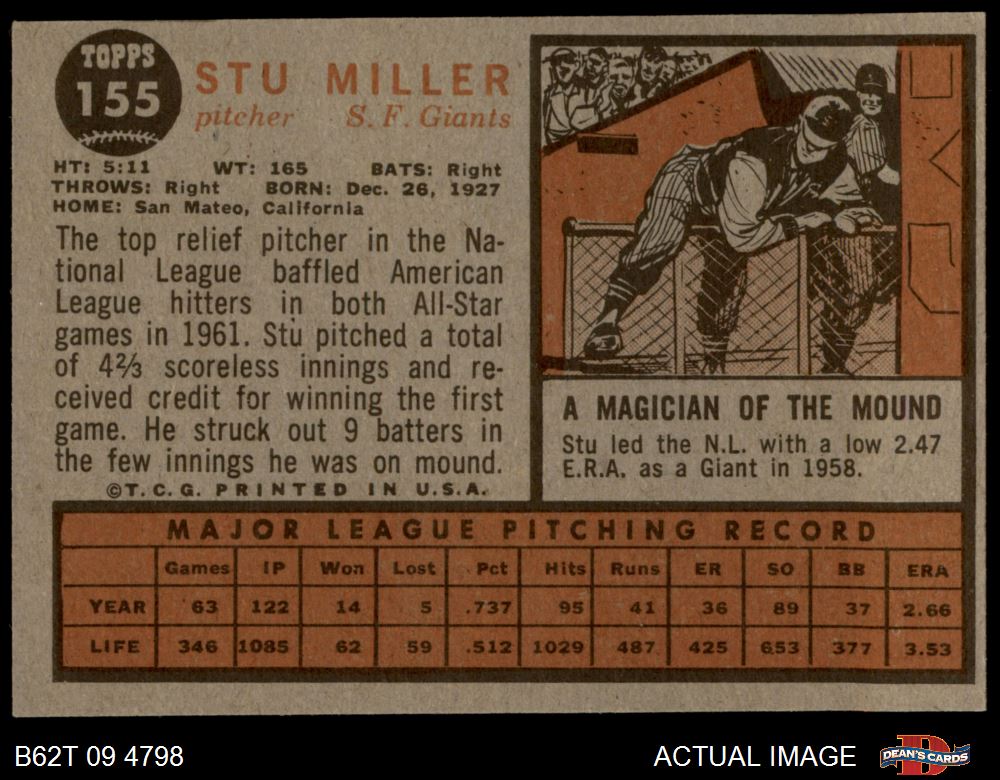 TOPPS
155
STU MILLER
pitcher S. F. Giants
HT: 5:11 WT: 165 BATS: Right
THROWS: Right BORN: Dec. 26, 1927
HOME: San Mateo, California
The top relief pitcher in the Na-
tional League baffled American
League hitters in both All-Star
games in 1961. Stu pitched a total
of 4⅔ scoreless innings and re-
ceived credit for winning the first
game. He struck out 9 batters in
the few innings he was on mound.
©T.C.G. PRINTED IN U.S.A.
A MAGICIAN OF THE MOUND
Stu led the N.L. with a low 2.47
E.R.A. as a Giant in 1958.
MAJOR LEAGUE PITCHING RECORD
Games IP Won Lost Pct Hits Runs ER SO BB ERA
YEAR 63 122 14 5 .737 95 41 36 89 37 2.66
LIFE 346 1085 62 59 .512 1029 487 425 653 377 3.53
B62T 09 4798 ACTUAL IMAGE D DEAN'S CARDS